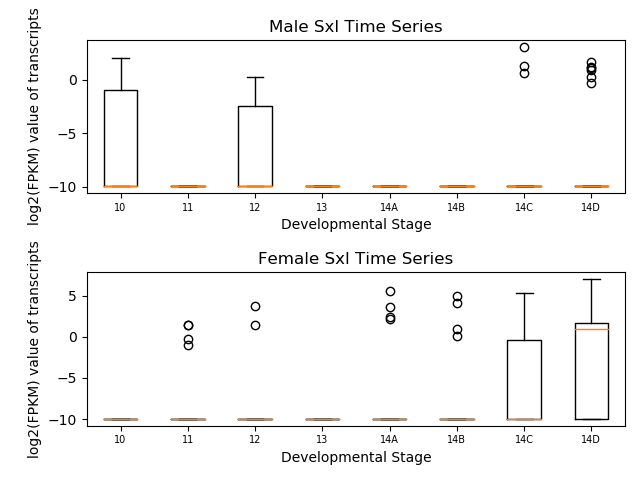 Male Sxl Time Series
log2(FPKM) value of transcripts
0
−5
−10
10 11 12 13 14A 14B 14C 14D
Developmental Stage
Female Sxl Time Series
log2(FPKM) value of transcripts
5
0
−5
−10
10 11 12 13 14A 14B 14C 14D
Developmental Stage